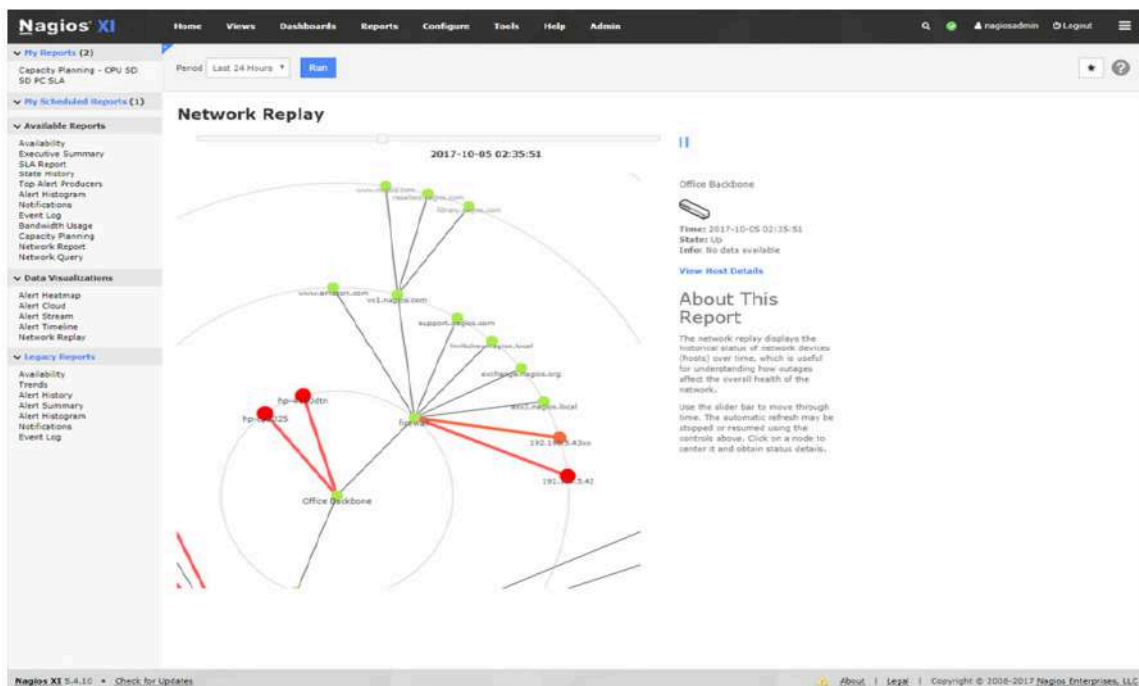 Nagios XI
Home Views Dashboards Reports Configure Tools Help Admin
nagiosadmin Logout
My Reports (2)
Capacity Planning - CPU SD
SD PC SLA
My Scheduled Reports (1)
Available Reports
Availability
Executive Summary
SLA Report
State History
Top Alert Producers
Alert Histogram
Notifications
Event Log
Bandwidth Usage
Capacity Planning
Network Report
Network Query
Data Visualizations
Alert Heatmap
Alert Cloud
Alert Stream
Alert Timeline
Network Replay
Legacy Reports
Availability
Trends
Alert History
Alert Summary
Alert Histogram
Notifications
Event Log
Period Last 24 Hours Run
Network Replay
2017-10-05 02:35:51
www.amazon.com
vs1.nagios.com
support.nagios.com
exchange.nagios.org
firewall
Office Backbone
Office Backbone
Time: 2017-10-05 02:35:51
State: Up
Info: No data available
View Host Details
About This
Report
The network replay displays the
historical status of network devices
(hosts) over time, which is useful
for understanding how outages
affect the overall health of the
network.
Use the slider bar to move through
time. The automatic refresh may be
stopped or resumed using the
controls above. Click on a node to
center it and obtain status details.
Nagios XI 5.4.10 • Check for Updates
About | Legal | Copyright © 2008-2017 Nagios Enterprises, LLC